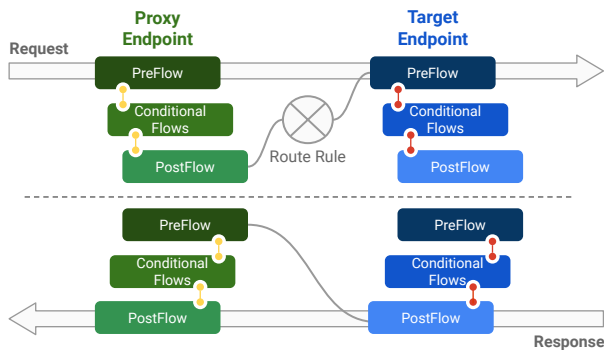 Proxy
Endpoint
Target
Endpoint
Request
PreFlow
PreFlow
Conditional
Flows
Conditional
Flows
Route Rule
PostFlow
PostFlow
PreFlow
PreFlow
Conditional
Flows
Conditional
Flows
PostFlow
PostFlow
Response